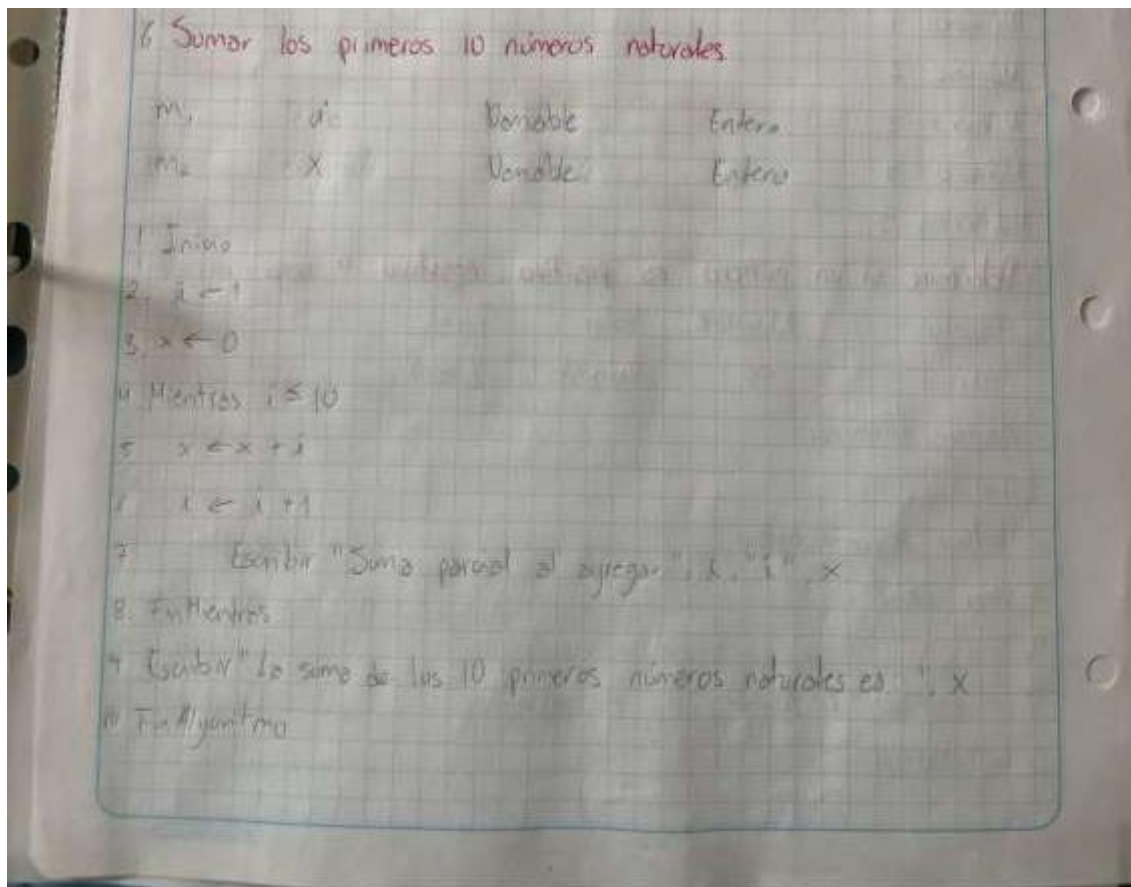 6 Sumar los primeros 10 números naturales.
m₁ i Variable Entero
m₂ x Variable Entero
1 Inicio
2. i ← 1
3. x ← 0
4 Mientras i ≤ 10
5 x ← x + i
i ← i + 1
7 Escribir "Suma parcial al agregar", i, "i", x
8. FinMientras
9 Escribir "La suma de los 10 primeros números naturales es ", x
10 FinAlgoritmo